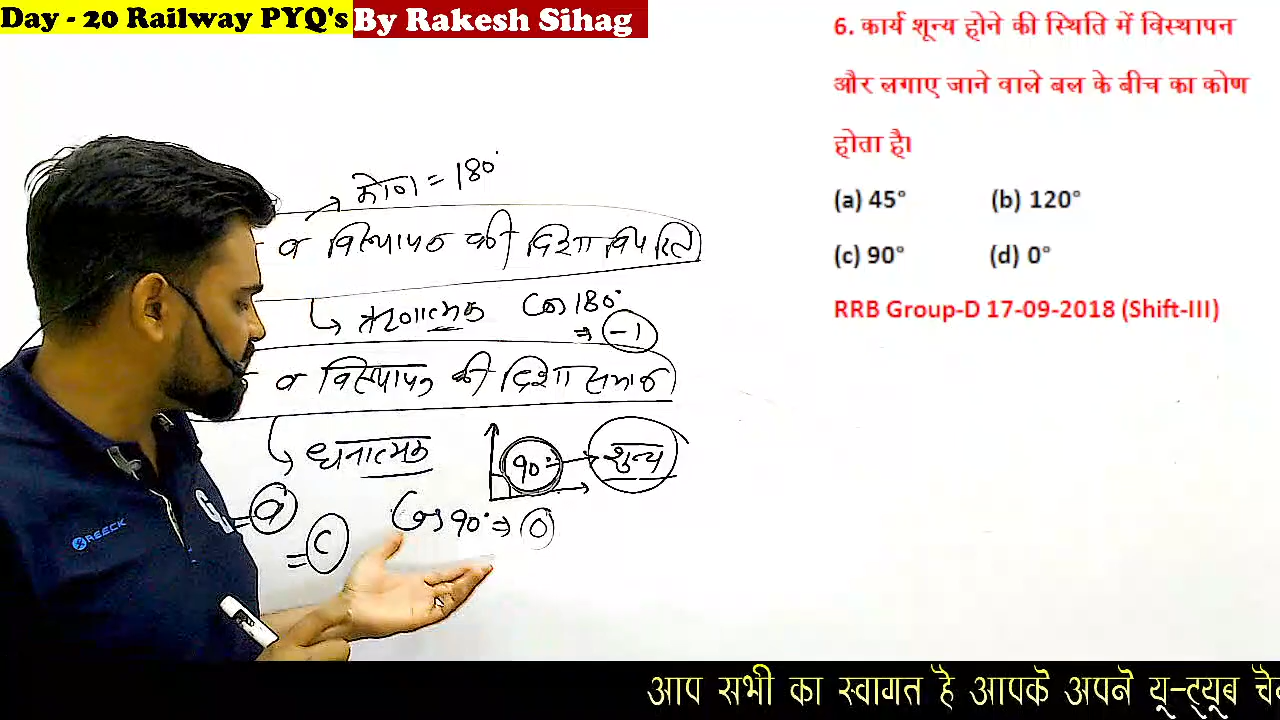 Day - 20 Railway PYQ's By Rakesh Sihag
6. कार्य शून्य होने की स्थिति में विस्थापन
और लगाए जाने वाले बल के बीच का कोण
होता है।
(a) 45° (b) 120°
(c) 90° (d) 0°
RRB Group-D 17-09-2018 (Shift-III)
कोण = 180°
व विस्थापन की दिशा विपरित
ऋणात्मक Cos 180°
⇒ -1
व विस्थापन की दिशा समान
धनात्मक 90° शुन्य
= a Cos 90° ⇒ 0
= c
REECK
आप सभी का स्वागत है आपके अपने यू-ट्यूब चै